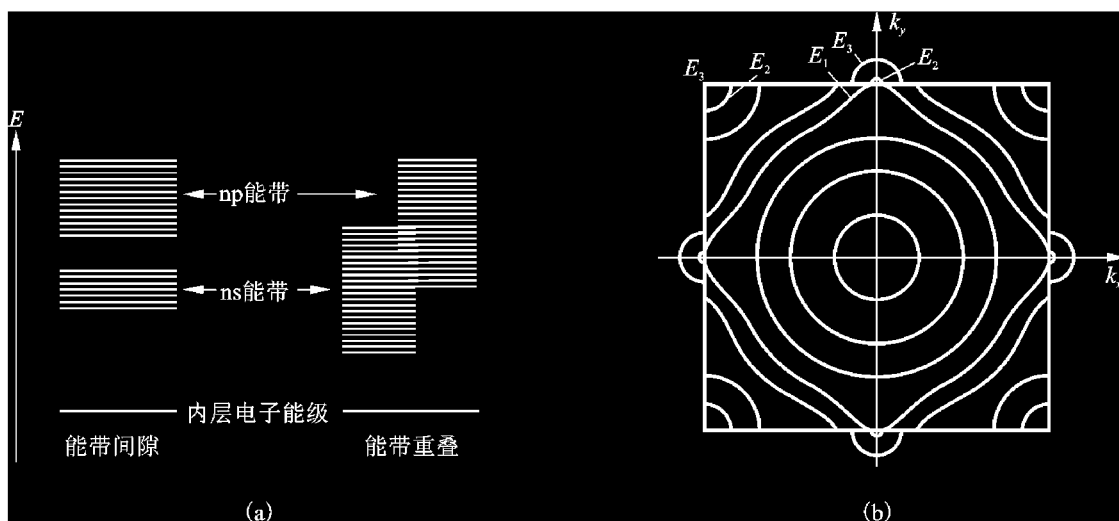 E
np能带
ns能带
内层电子能级
能带间隙
能带重叠
(a)
k_y
E_3
E_1
E_2
E_3
E_2
k_x
(b)